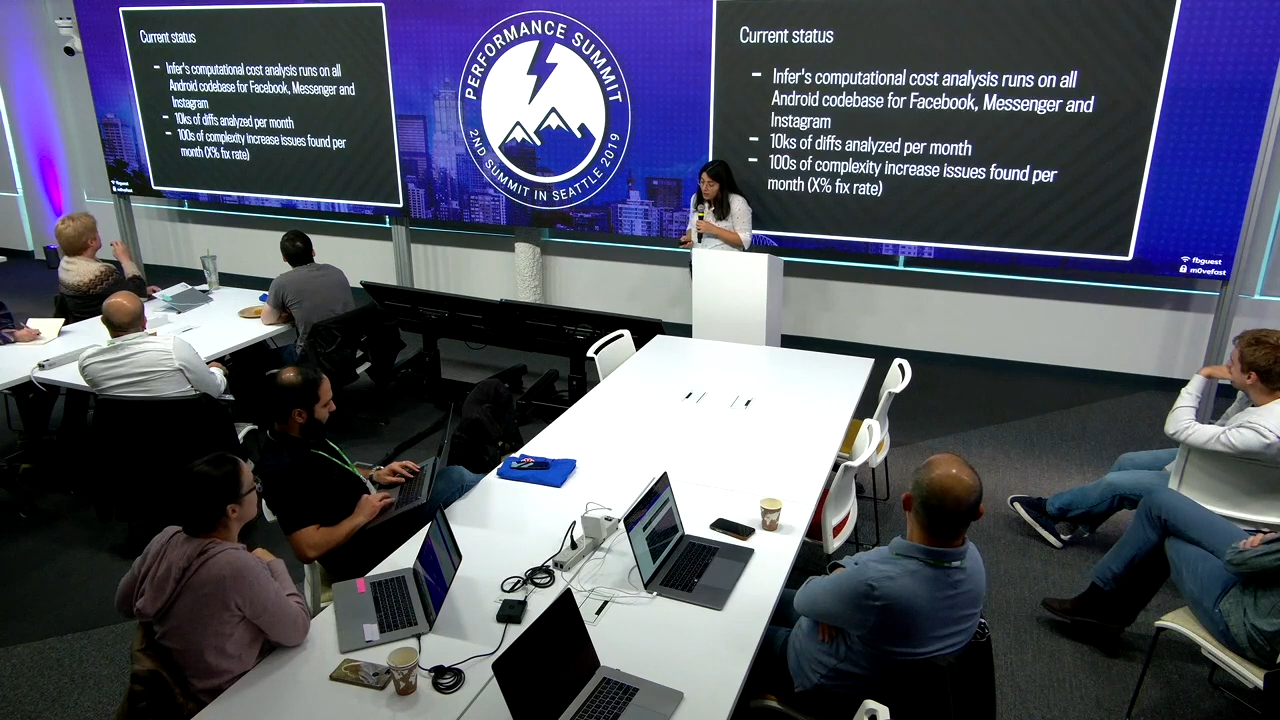 Current status
- Infer's computational cost analysis runs on all
Android codebase for Facebook, Messenger and
Instagram
- 10ks of diffs analyzed per month
- 100s of complexity increase issues found per
month (X% fix rate)
fbguest
m0vefast
PERFORMANCE SUMMIT
2ND SUMMIT IN SEATTLE 2019
Current status
- Infer's computational cost analysis runs on all
Android codebase for Facebook, Messenger and
Instagram
- 10ks of diffs analyzed per month
- 100s of complexity increase issues found per
month (X% fix rate)
fbguest
m0vefast